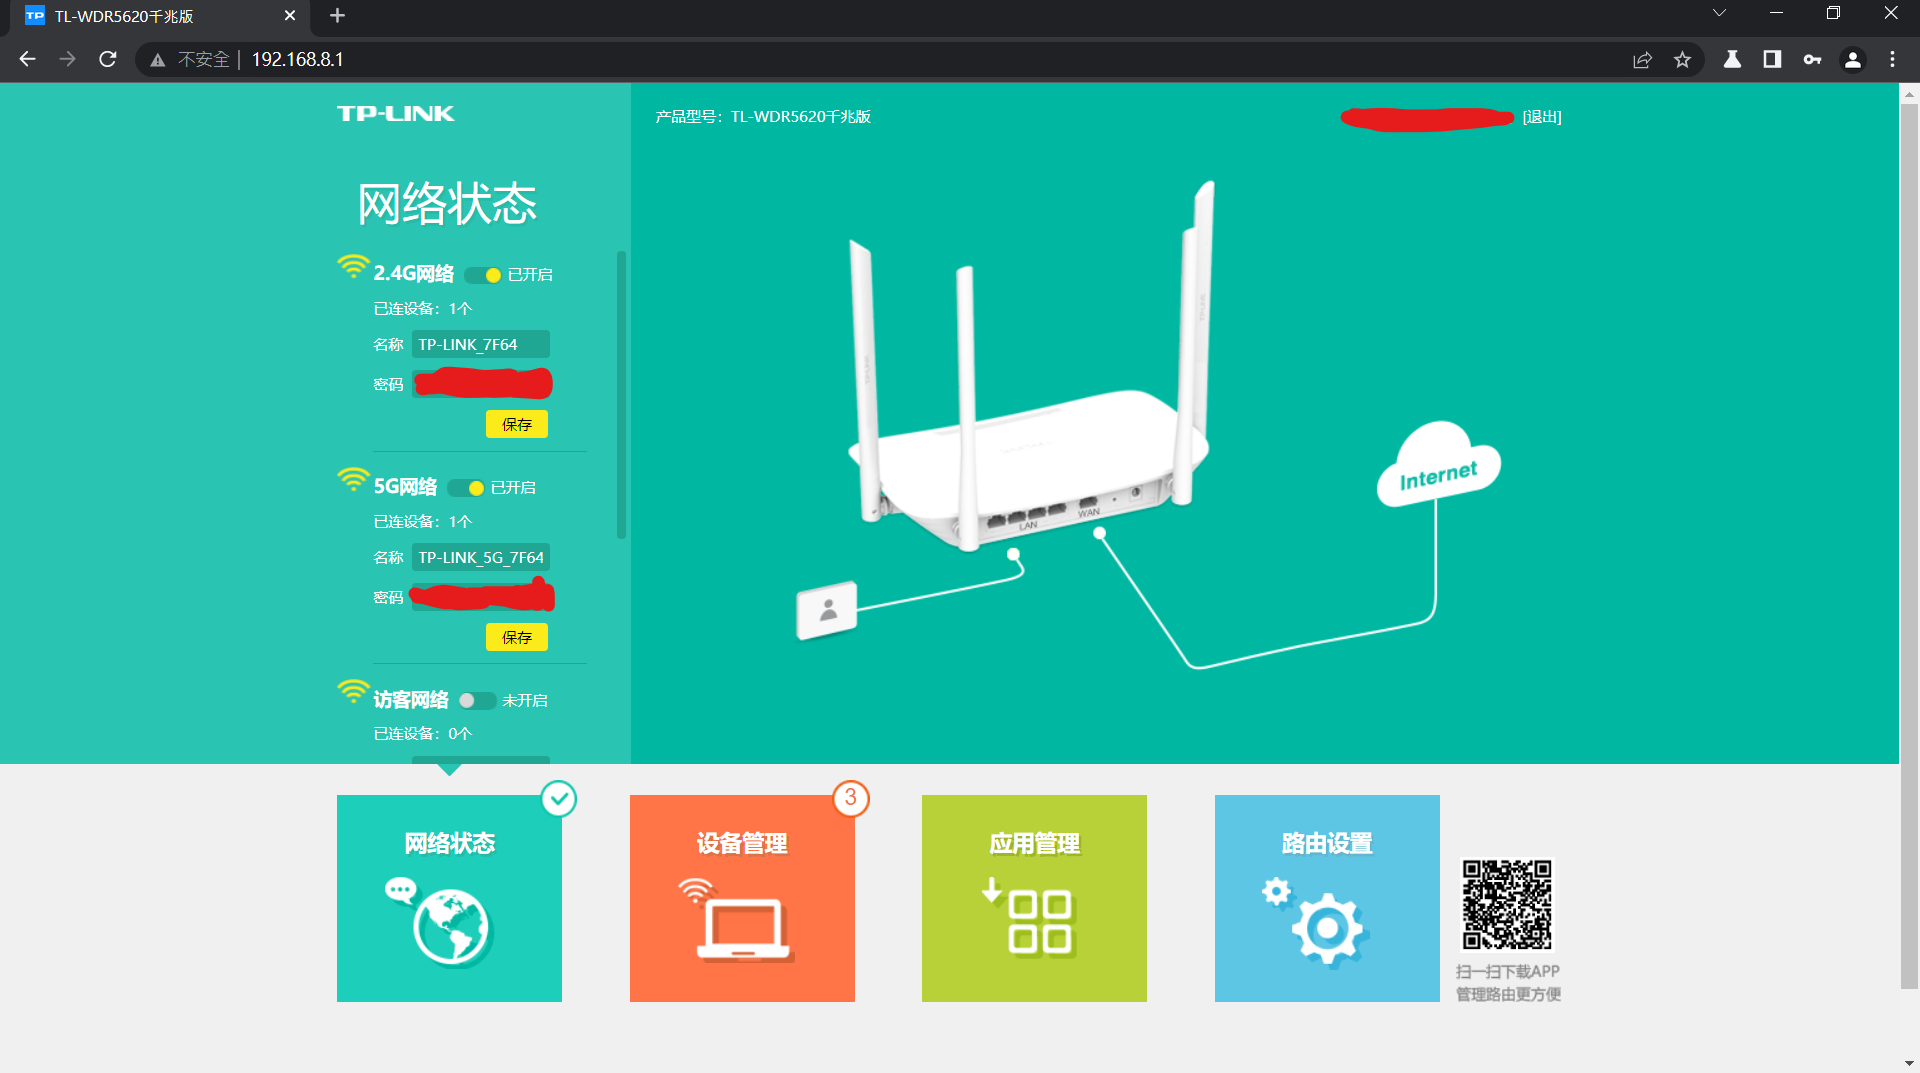 TP TL-WDR5620千兆版
不安全 | 192.168.8.1
TP-LINK
产品型号：TL-WDR5620千兆版
[退出]
网络状态
2.4G网络 已开启
已连设备：1个
名称 TP-LINK_7F64
密码
保存
5G网络 已开启
已连设备：1个
名称 TP-LINK_5G_7F64
密码
保存
访客网络 未开启
已连设备：0个
LAN
WAN
Internet
网络状态
设备管理
3
应用管理
路由设置
扫一扫下载APP
管理路由更方便